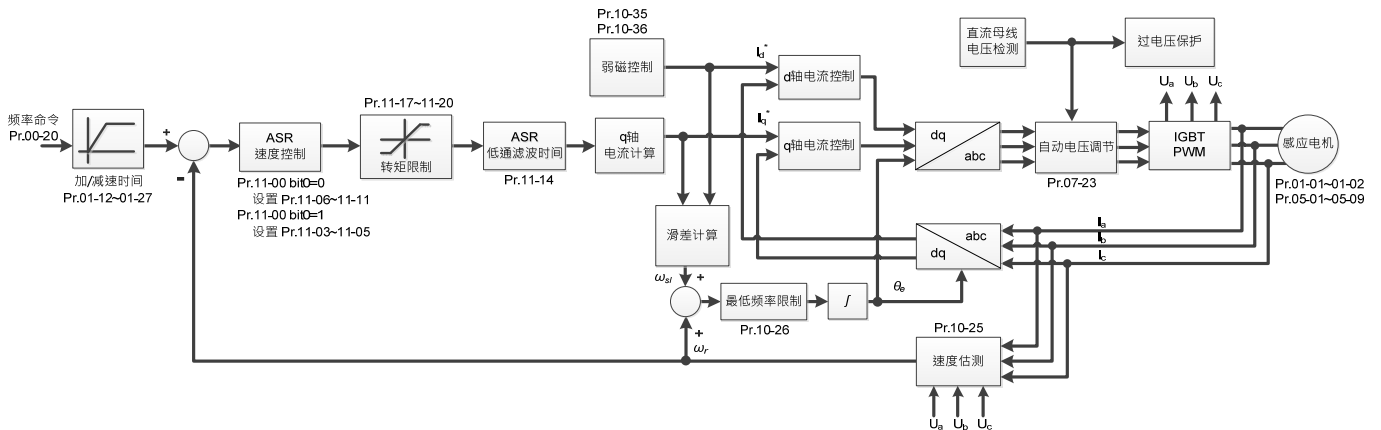 频率命令
Pr.00-20
加/减速时间
Pr.01-12~01-27
+
-
ASR
速度控制
Pr.11-00 bit0=0
设置 Pr.11-06~11-11
Pr.11-00 bit0=1
设置 Pr.11-03~11-05
Pr.11-17~11-20
转矩限制
ASR
低通滤波时间
Pr.11-14
q轴
电流计算
Pr.10-35
Pr.10-36
弱磁控制
Id*
Iq*
d轴电流控制
q轴电流控制
dq
abc
直流母线
电压检测
过电压保护
自动电压调节
Pr.07-23
Ua Ub Uc
IGBT
PWM
感应电机
Pr.01-01~01-02
Pr.05-01~05-09
滑差计算
ωsl
+
+
ωr
最低频率限制
Pr.10-26
∫
θe
abc
dq
Ia
Ib
Ic
Pr.10-25
速度估测
Ua Ub Uc